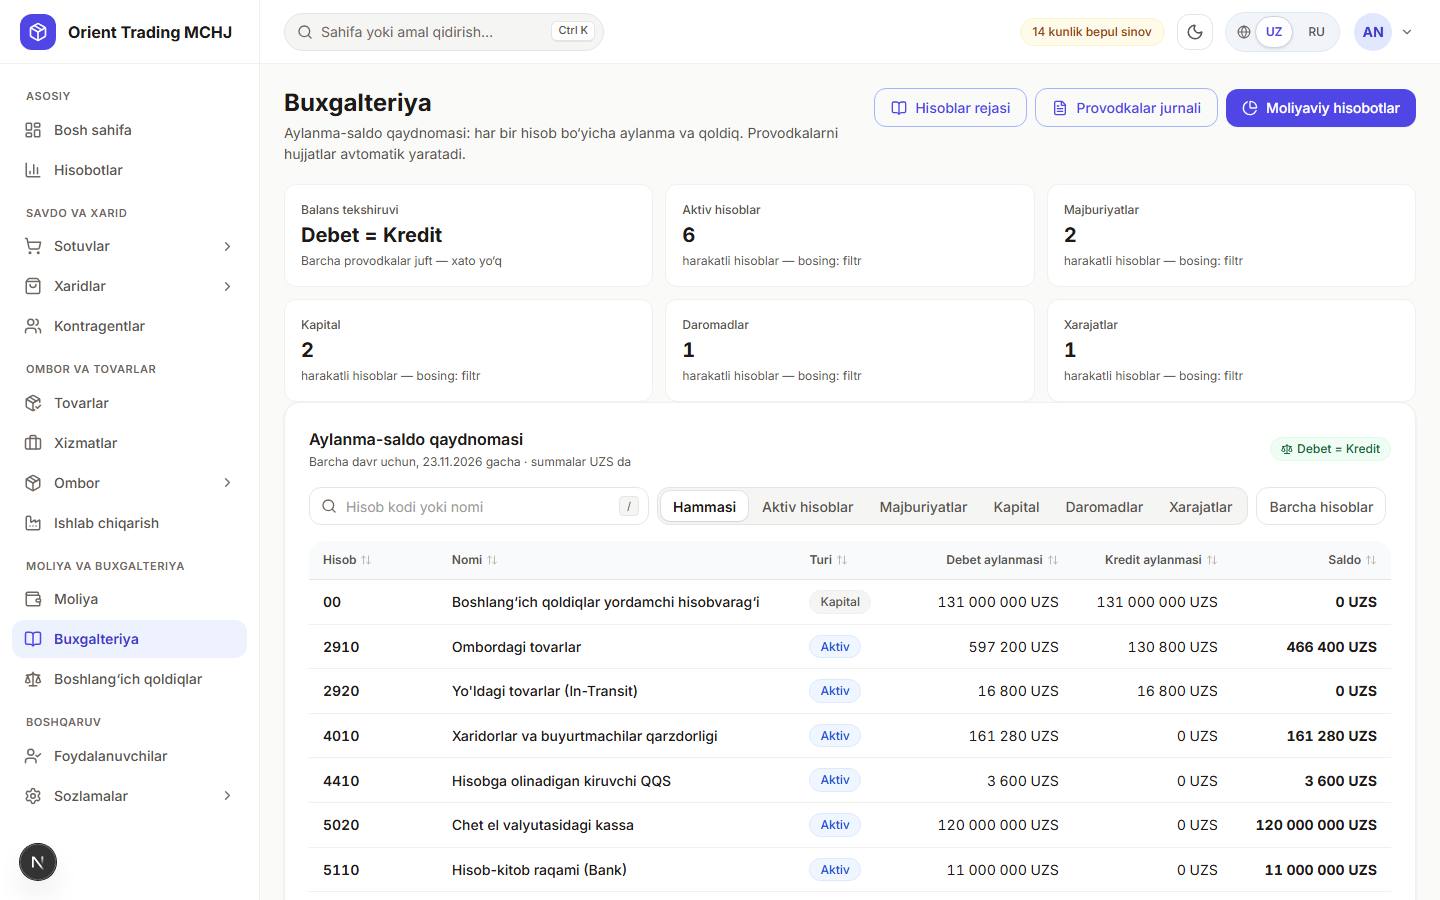 Orient Trading MCHJ
Sahifa yoki amal qidirish...
Ctrl K
14 kunlik bepul sinov
UZ
RU
AN
ASOSIY
Bosh sahifa
Hisobotlar
SAVDO VA XARID
Sotuvlar
Xaridlar
Kontragentlar
OMBOR VA TOVARLAR
Tovarlar
Xizmatlar
Ombor
Ishlab chiqarish
MOLIYA VA BUXGALTERIYA
Moliya
Buxgalteriya
Boshlangʻich qoldiqlar
BOSHQARUV
Foydalanuvchilar
Sozlamalar
N
Buxgalteriya
Aylanma-saldo qaydnomasi: har bir hisob boʻyicha aylanma va qoldiq. Provodkalarni
hujjatlar avtomatik yaratadi.
Hisoblar rejasi
Provodkalar jurnali
Moliyaviy hisobotlar
Balans tekshiruvi
Debet = Kredit
Barcha provodkalar juft — xato yoʻq
Aktiv hisoblar
6
harakatli hisoblar — bosing: filtr
Majburiyatlar
2
harakatli hisoblar — bosing: filtr
Kapital
2
harakatli hisoblar — bosing: filtr
Daromadlar
1
harakatli hisoblar — bosing: filtr
Xarajatlar
1
harakatli hisoblar — bosing: filtr
Aylanma-saldo qaydnomasi
Barcha davr uchun, 23.11.2026 gacha · summalar UZS da
Debet = Kredit
Hisob kodi yoki nomi
/
Hammasi
Aktiv hisoblar
Majburiyatlar
Kapital
Daromadlar
Xarajatlar
Barcha hisoblar
Hisob Nomi Turi Debet aylanmasi Kredit aylanmasi Saldo
00 Boshlangʻich qoldiqlar yordamchi hisobvaragʻi Kapital 131 000 000 UZS 131 000 000 UZS 0 UZS
2910 Ombordagi tovarlar Aktiv 597 200 UZS 130 800 UZS 466 400 UZS
2920 Yo'ldagi tovarlar (In-Transit) Aktiv 16 800 UZS 16 800 UZS 0 UZS
4010 Xaridorlar va buyurtmachilar qarzdorligi Aktiv 161 280 UZS 0 UZS 161 280 UZS
4410 Hisobga olinadigan kiruvchi QQS Aktiv 3 600 UZS 0 UZS 3 600 UZS
5020 Chet el valyutasidagi kassa Aktiv 120 000 000 UZS 0 UZS 120 000 000 UZS
5110 Hisob-kitob raqami (Bank) Aktiv 11 000 000 UZS 0 UZS 11 000 000 UZS